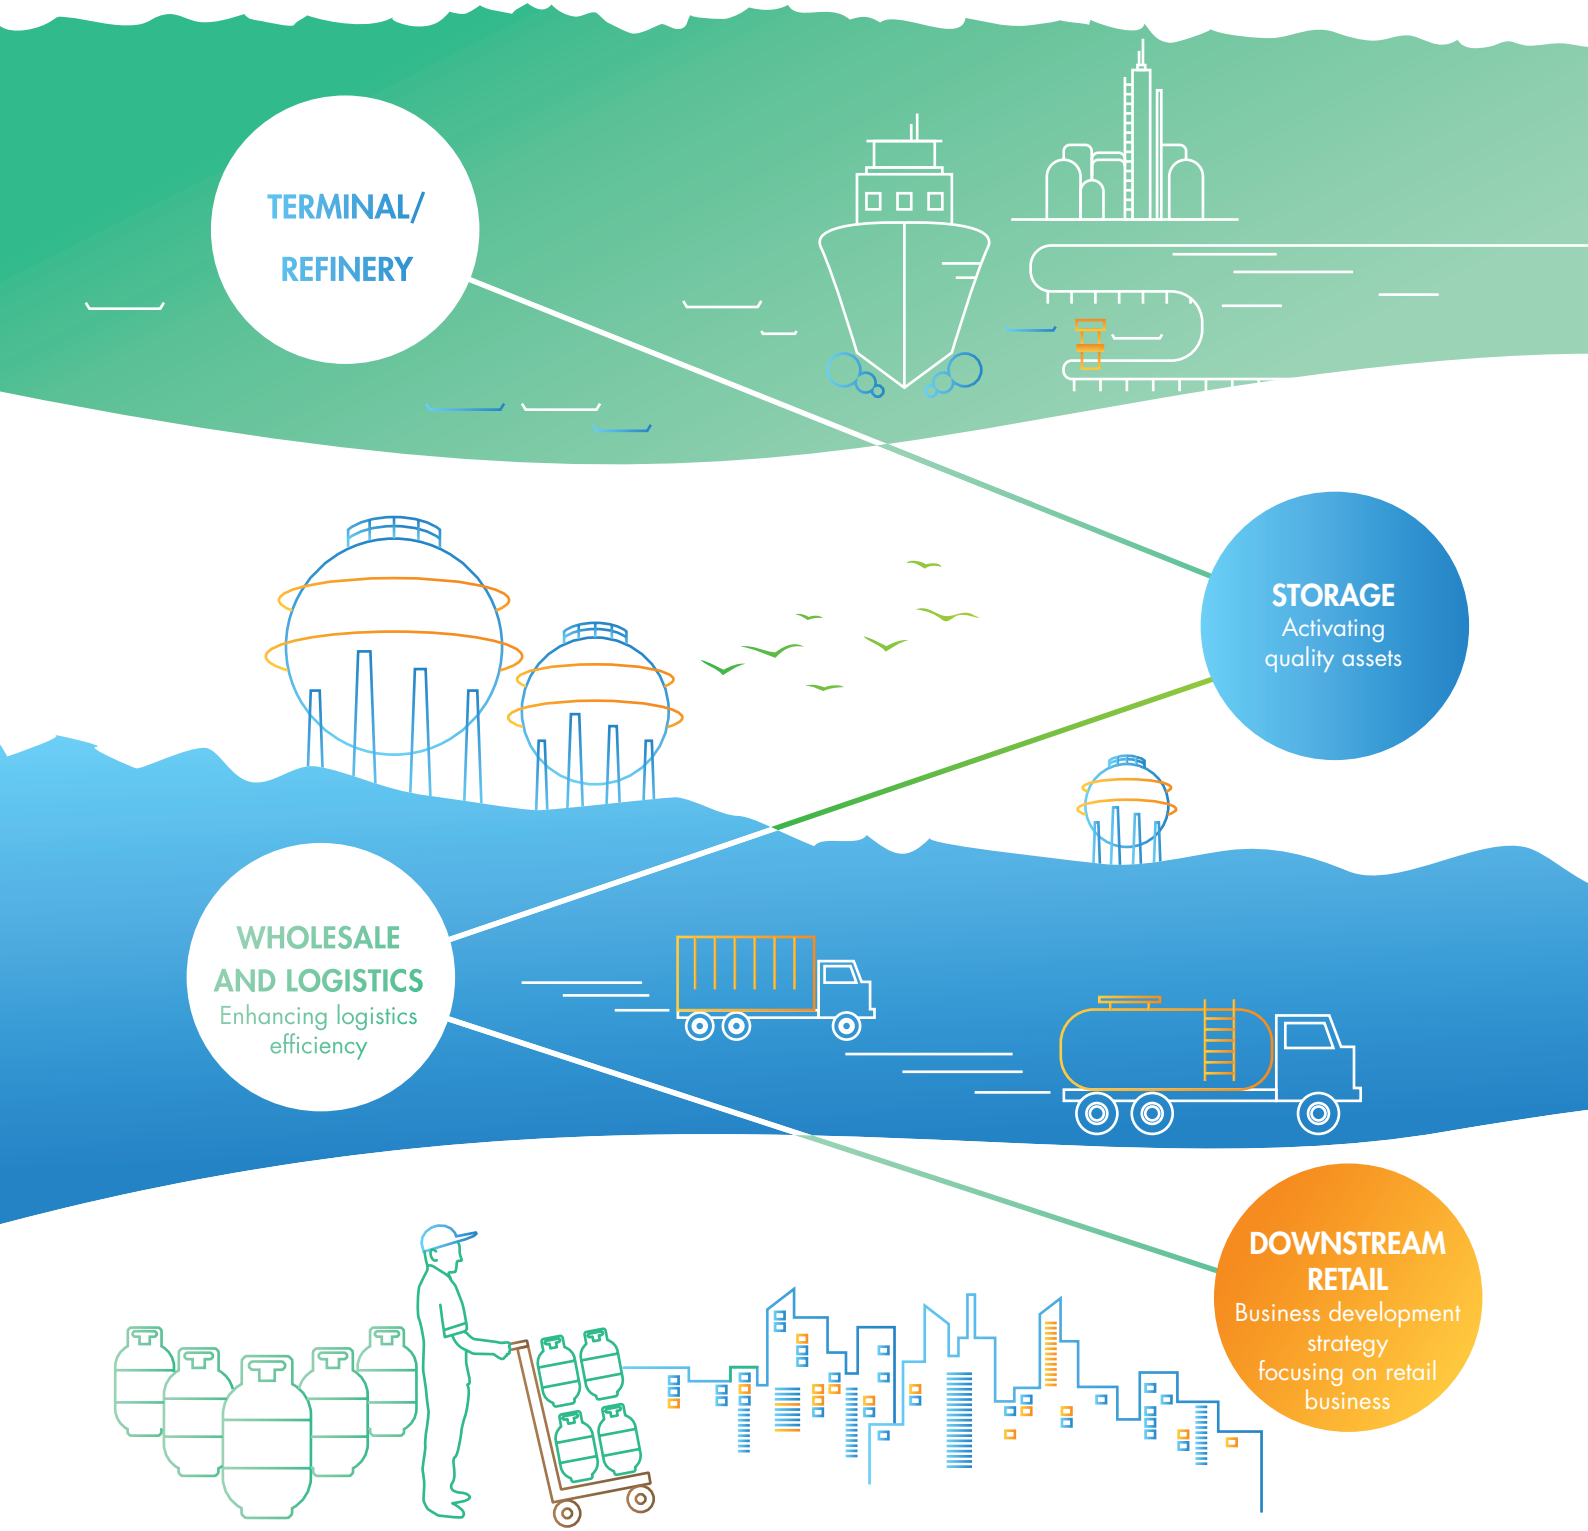 TERMINAL/
REFINERY
STORAGE
Activating
quality assets
WHOLESALE
AND LOGISTICS
Enhancing logistics
efficiency
DOWNSTREAM
RETAIL
Business development
strategy
focusing on retail
business